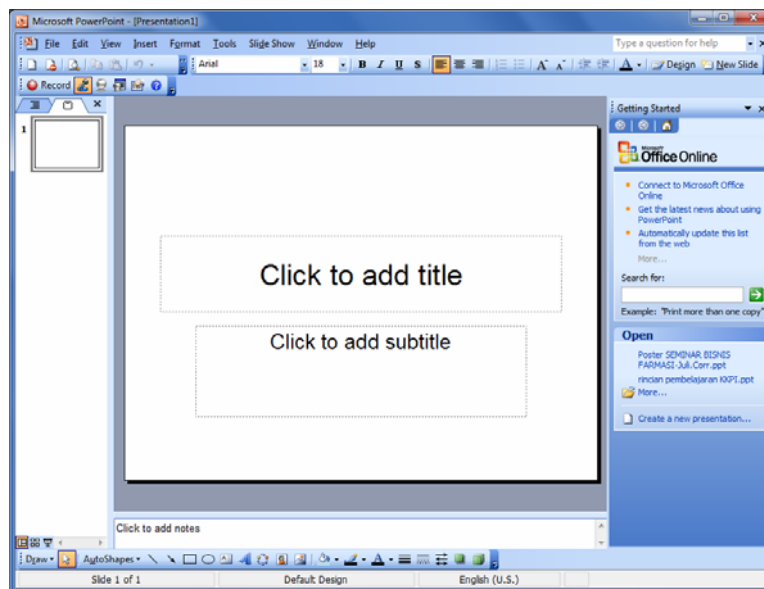 Microsoft PowerPoint - [Presentation1]
File Edit View Insert Format Tools Slide Show Window Help
Type a question for help
Arial 18 B I U S A A A Design New Slide
Record
Getting Started
1
Microsoft
Office Online
Connect to Microsoft Office
Online
Get the latest news about using
PowerPoint
Automatically update this list
from the web
More...
Search for:
Example: "Print more than one copy"
Open
Poster SEMINAR BISNIS
FARMASI-Juli.Corr.ppt
rincian pembelajaran KKPI.ppt
More...
Create a new presentation...
Click to add title
Click to add subtitle
Click to add notes
Draw AutoShapes A
Slide 1 of 1 Default Design English (U.S.)